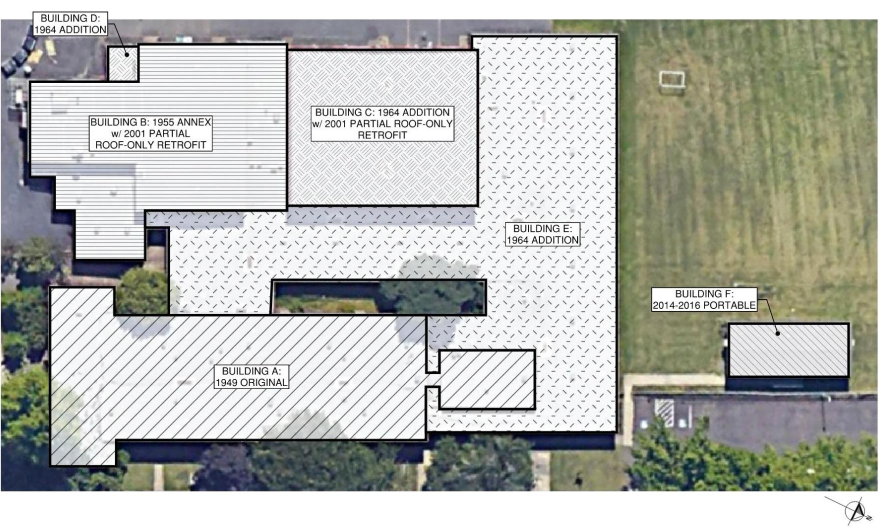 BUILDING D:
1964 ADDITION
BUILDING B: 1955 ANNEX
w/ 2001 PARTIAL
ROOF-ONLY RETROFIT
BUILDING C: 1964 ADDITION
w/ 2001 PARTIAL ROOF-ONLY
RETROFIT
BUILDING E:
1964 ADDITION
BUILDING F:
2014-2016 PORTABLE
BUILDING A:
1949 ORIGINAL
N